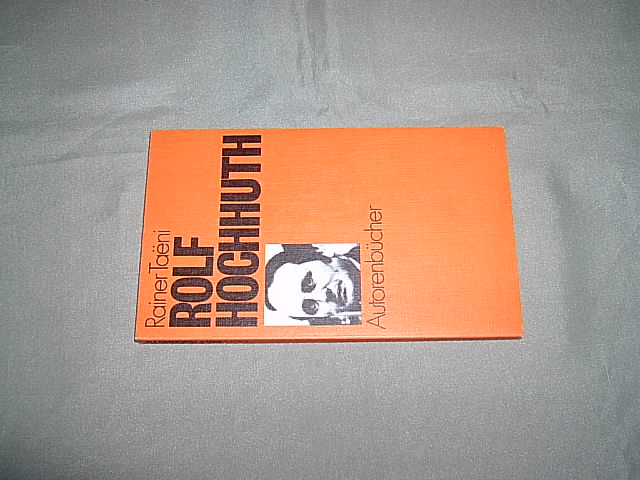 Rainer Taëni
ROLF
HOCHHUTH
Autorenbücher